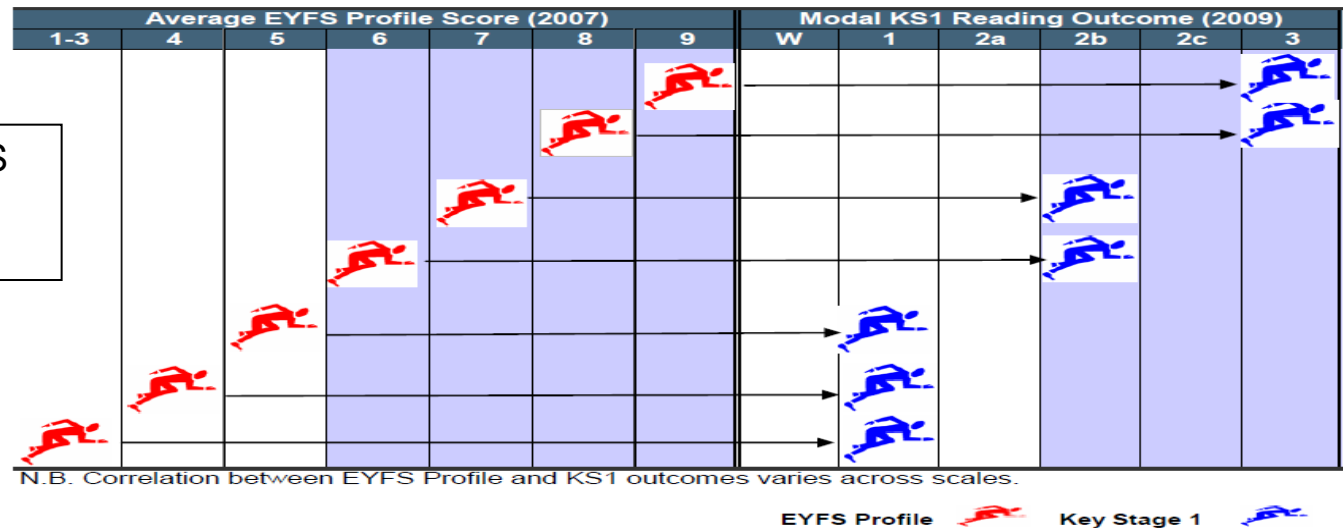 Average EYFS Profile Score (2007) Modal KS1 Reading Outcome (2009)
1-3 4 5 6 7 8 9 W 1 2a 2b 2c 3
S
N.B. Correlation between EYFS Profile and KS1 outcomes varies across scales.
EYFS Profile Key Stage 1